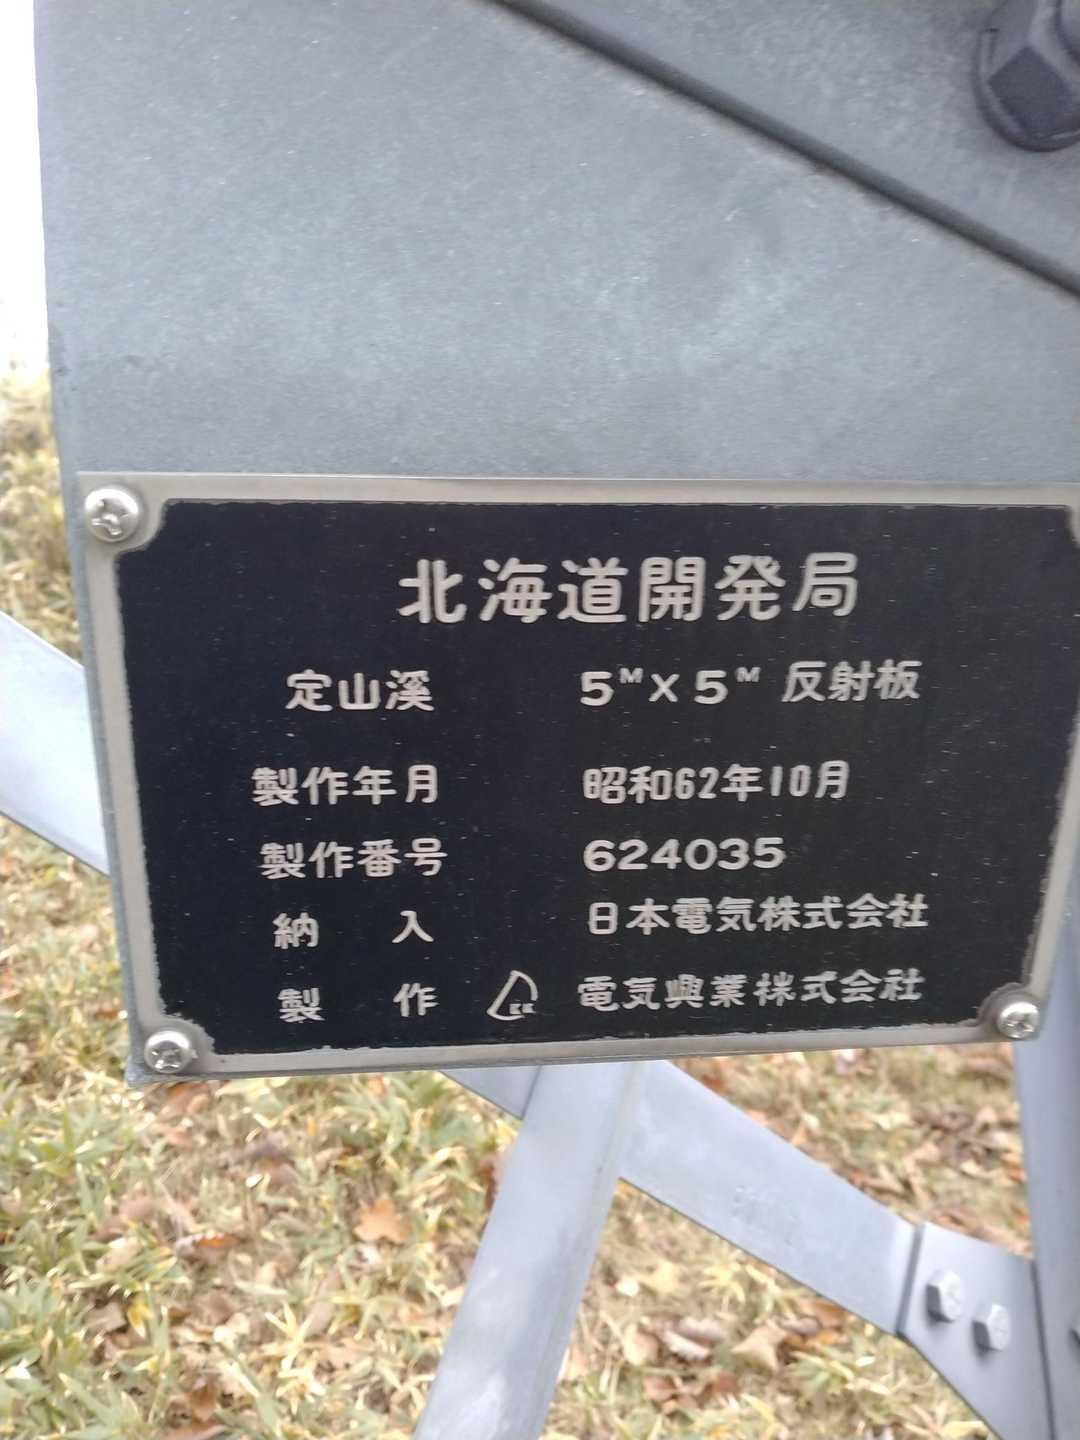 北海道開発局
定山溪 5ᴹ×5ᴹ 反射板
製作年月 昭和62年10月
製作番号 624035
納入 日本電気株式会社
製作 電気興業株式会社